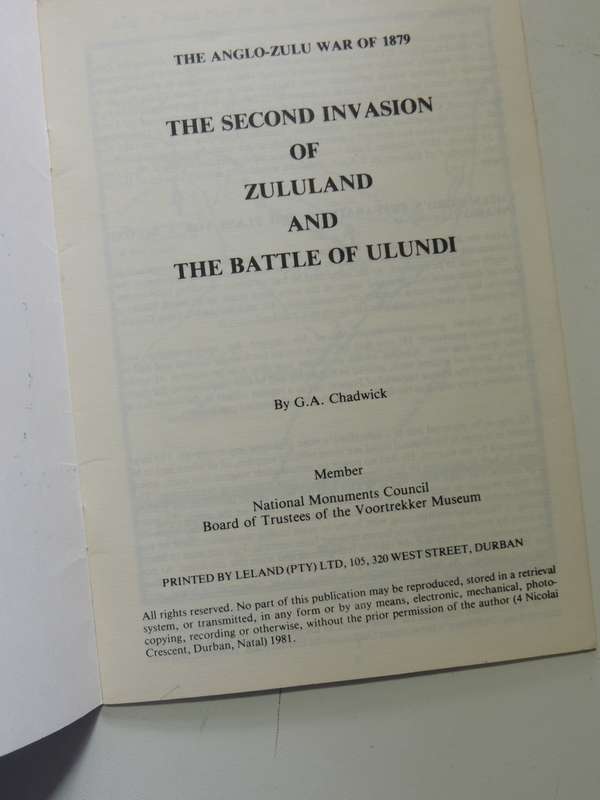 THE ANGLO-ZULU WAR OF 1879
THE SECOND INVASION
OF
ZULULAND
AND
THE BATTLE OF ULUNDI
By G.A. Chadwick
Member
National Monuments Council
Board of Trustees of the Voortrekker Museum
PRINTED BY LELAND (PTY) LTD, 105, 320 WEST STREET, DURBAN
All rights reserved. No part of this publication may be reproduced, stored in a retrieval
system, or transmitted, in any form or by any means, electronic, mechanical, photo-
copying, recording or otherwise, without the prior permission of the author (4 Nicolai
Crescent, Durban, Natal) 1981.